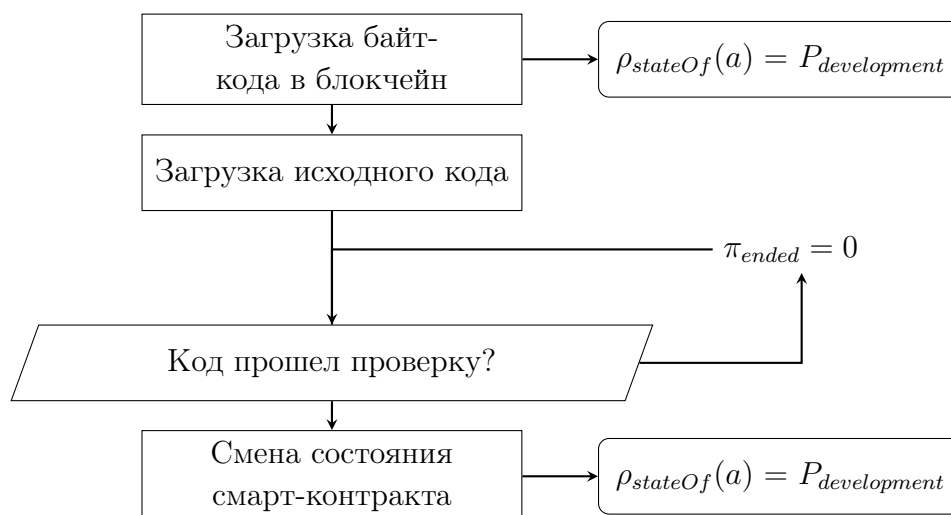 Загрузка байт-
кода в блокчейн
ρ_{stateOf}(a) = P_{development}
Загрузка исходного кода
π_{ended} = 0
Код прошел проверку?
Смена состояния
смарт-контракта
ρ_{stateOf}(a) = P_{development}